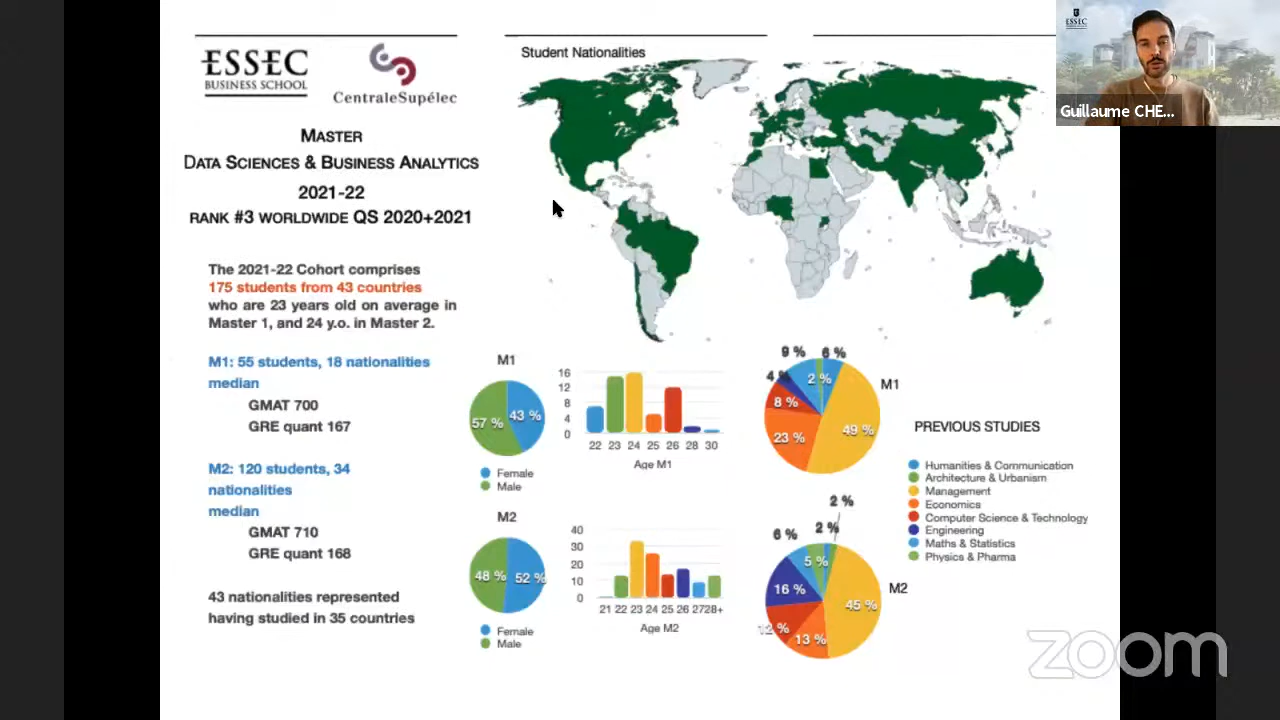 ESSEC
BUSINESS SCHOOL
CentraleSupélec
MASTER
DATA SCIENCES & BUSINESS ANALYTICS
2021-22
RANK #3 WORLDWIDE QS 2020+2021
The 2021-22 Cohort comprises
175 students from 43 countries
who are 23 years old on average in
Master 1, and 24 y.o. in Master 2.
M1: 55 students, 18 nationalities
median
GMAT 700
GRE quant 167
M2: 120 students, 34
nationalities
median
GMAT 710
GRE quant 168
43 nationalities represented
having studied in 35 countries
Student Nationalities
M1
57 %
43 %
Female
Male
16
12
8
4
0
22 23 24 25 26 28 30
Age M1
9 %
6 %
4 %
2 %
8 %
23 %
49 %
M1
M2
48 %
52 %
Female
Male
40
30
20
10
0
21 22 23 24 25 26 27 28+
Age M2
2 %
2 %
6 %
5 %
16 %
45 %
12 %
13 %
M2
PREVIOUS STUDIES
Humanities & Communication
Architecture & Urbanism
Management
Economics
Computer Science & Technology
Engineering
Maths & Statistics
Physics & Pharma
ESSEC
Guillaume CHE...
zoom